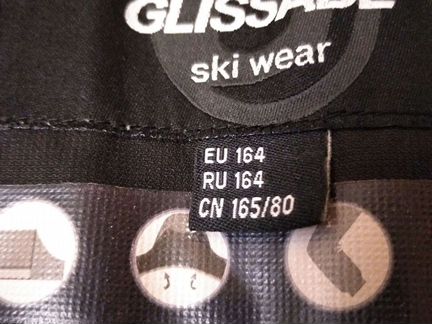 GLISSADE
ski wear
EU 164
RU 164
CN 165/80